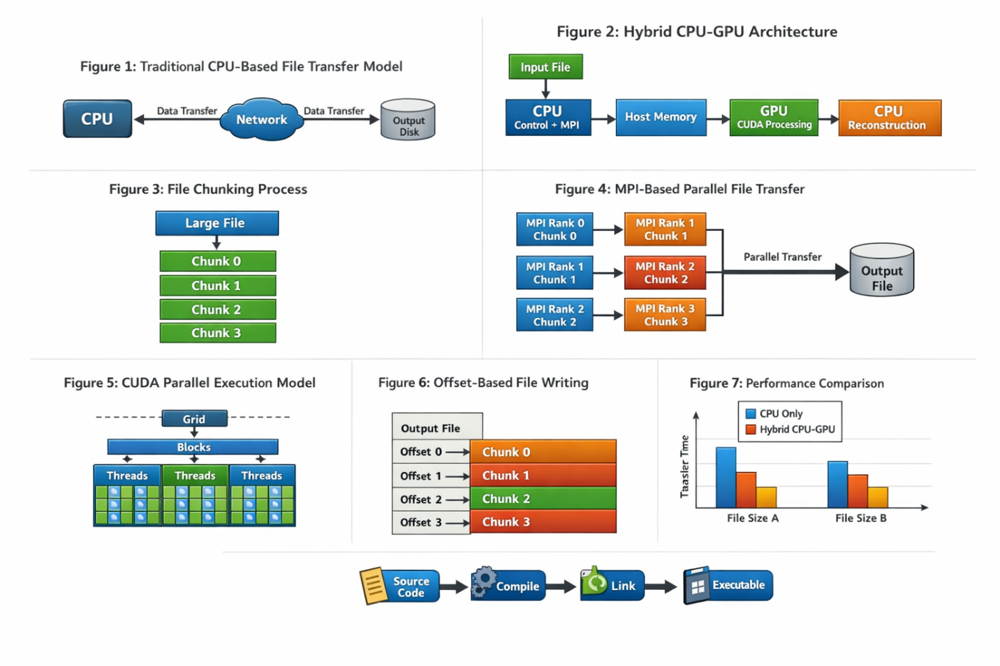 Figure 1: Traditional CPU-Based File Transfer Model
CPU
Data Transfer
Network
Data Transfer
Output
Disk
Figure 2: Hybrid CPU-GPU Architecture
Input File
CPU
Control + MPI
Host Memory
GPU
CUDA Processing
CPU
Reconstruction
Figure 3: File Chunking Process
Large File
Chunk 0
Chunk 1
Chunk 2
Chunk 3
Figure 4: MPI-Based Parallel File Transfer
MPI Rank 0
Chunk 0
MPI Rank 1
Chunk 1
MPI Rank 1
Chunk 1
MPI Rank 2
Chunk 2
MPI Rank 2
Chunk 2
MPI Rank 3
Chunk 3
Parallel Transfer
Output
File
Figure 5: CUDA Parallel Execution Model
Grid
Blocks
Threads
Threads
Threads
Figure 6: Offset-Based File Writing
Output File
Offset 0
Chunk 0
Offset 1
Chunk 1
Offset 2
Chunk 2
Offset 3
Chunk 3
Figure 7: Performance Comparison
CPU Only
Hybrid CPU-GPU
Taasler Tme
File Size A
File Size B
Source
Code
Compile
Link
Executable